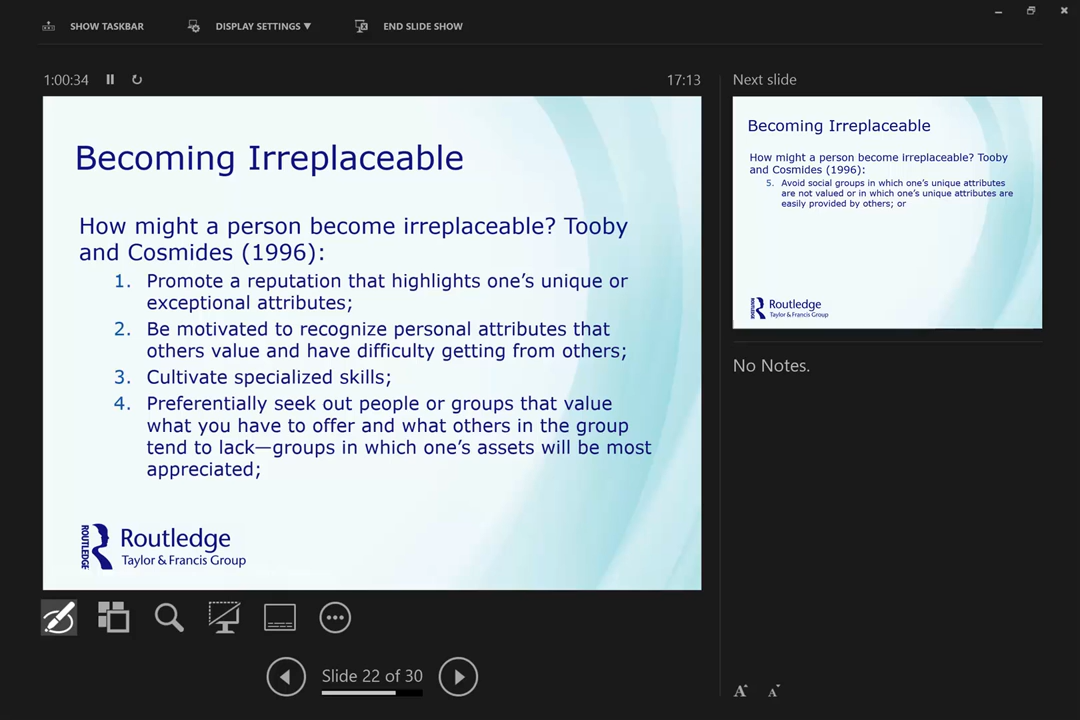 SHOW TASKBAR
DISPLAY SETTINGS ▼
END SLIDE SHOW
1:00:34
17:13
Becoming Irreplaceable
How might a person become irreplaceable? Tooby
and Cosmides (1996):
1. Promote a reputation that highlights one’s unique or
exceptional attributes;
2. Be motivated to recognize personal attributes that
others value and have difficulty getting from others;
3. Cultivate specialized skills;
4. Preferentially seek out people or groups that value
what you have to offer and what others in the group
tend to lack—groups in which one’s assets will be most
appreciated;
ROUTLEDGE
Routledge
Taylor & Francis Group
Slide 22 of 30
Next slide
Becoming Irreplaceable
How might a person become irreplaceable? Tooby
and Cosmides (1996):
5. Avoid social groups in which one’s unique attributes
are not valued or in which one’s unique attributes are
easily provided by others; or
ROUTLEDGE
Routledge
Taylor & Francis Group
No Notes.
A A